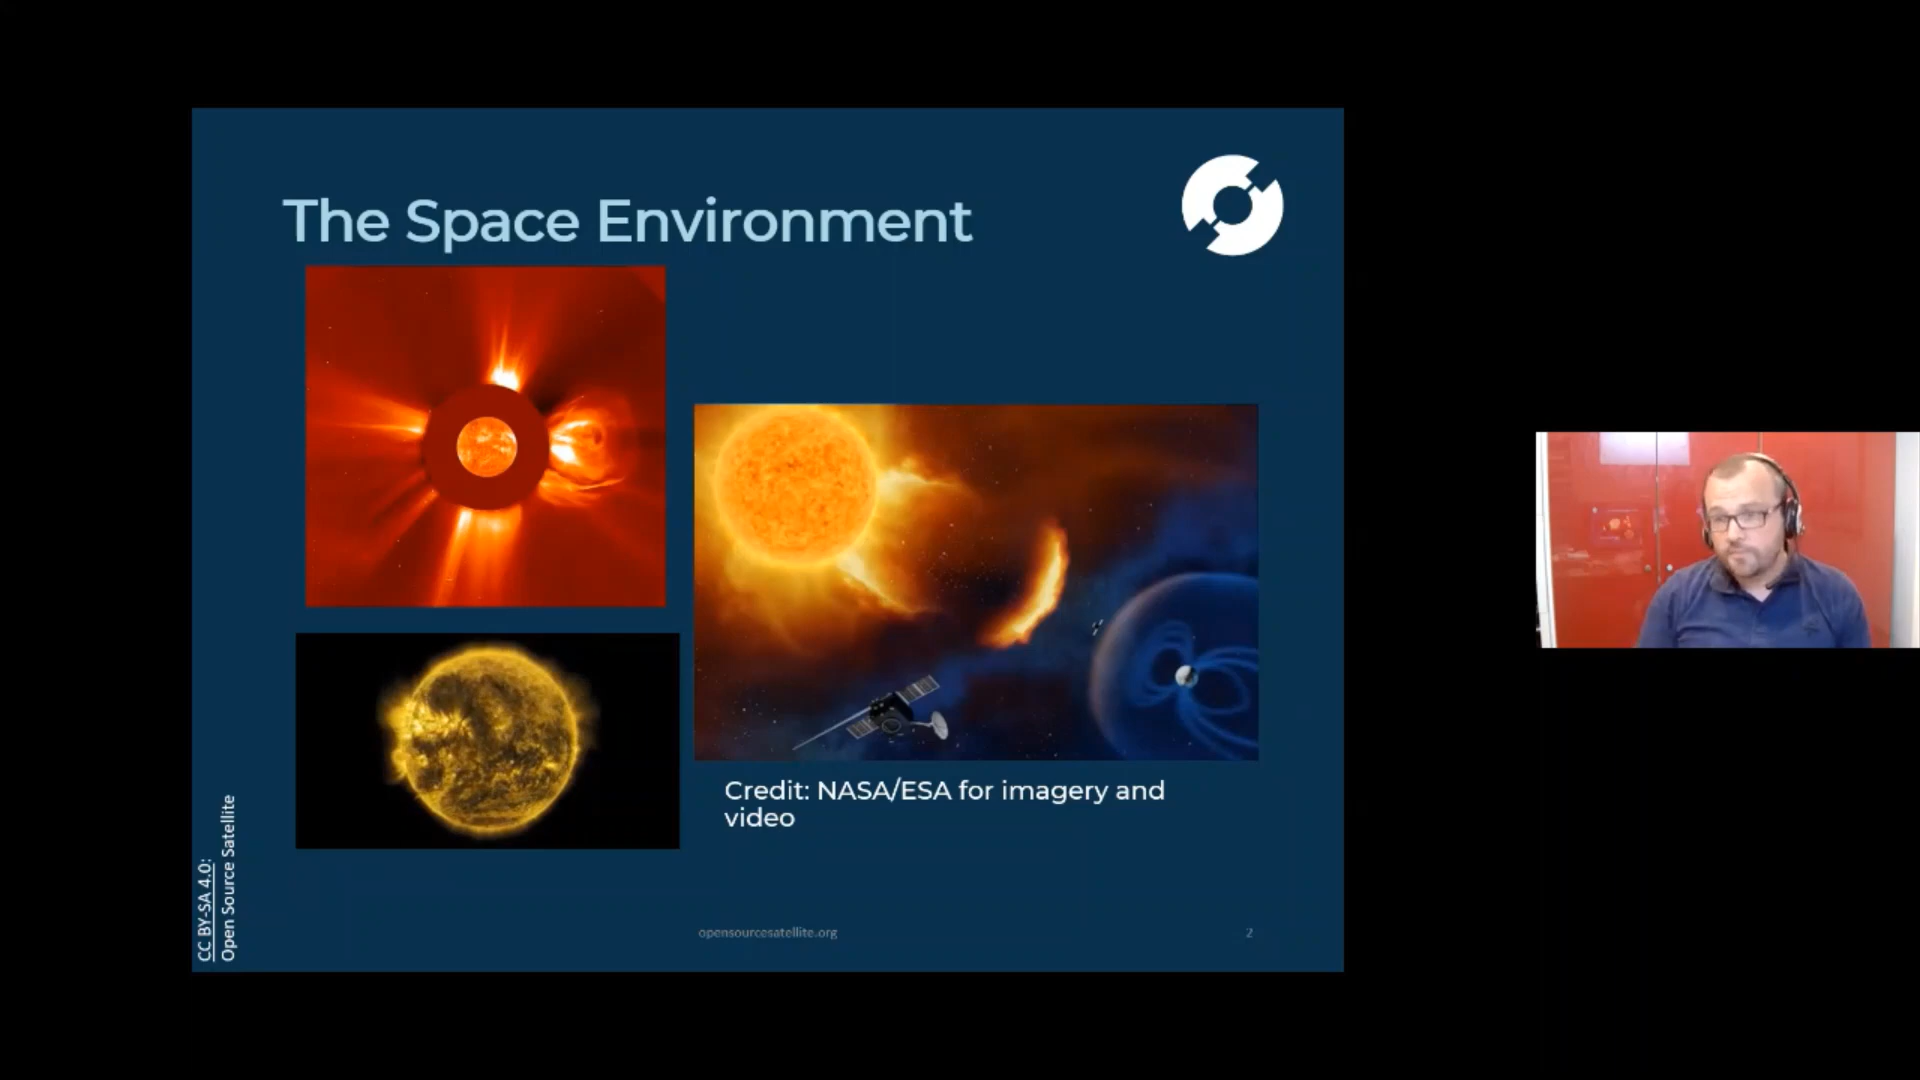 The Space Environment
Credit: NASA/ESA for imagery and
video
CC BY-SA 4.0:
Open Source Satellite
opensourcesatellite.org
2